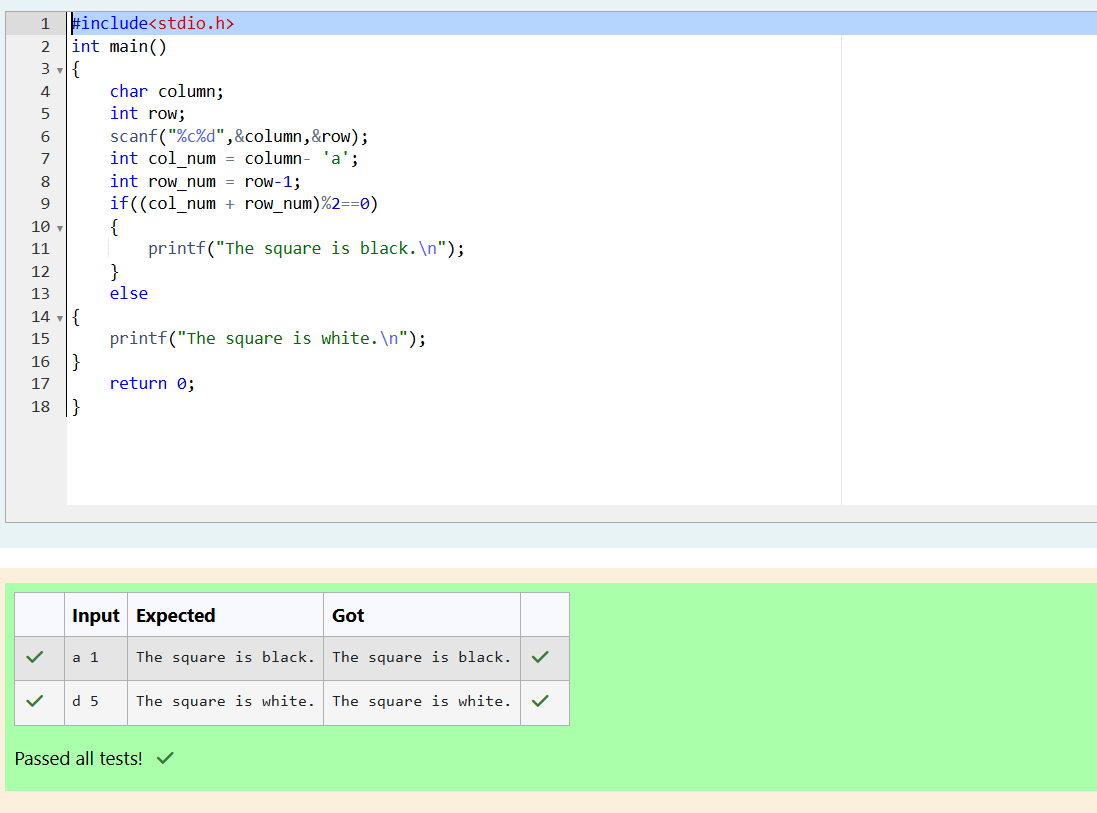 1 #include<stdio.h>
2 int main()
3 {
4     char column;
5     int row;
6     scanf("%c%d",&column,&row);
7     int col_num = column- 'a';
8     int row_num = row-1;
9     if((col_num + row_num)%2==0)
10     {
11         printf("The square is black.\n");
12     }
13     else
14 {
15     printf("The square is white.\n");
16 }
17     return 0;
18 }
Input Expected Got
a 1 The square is black. The square is black.
d 5 The square is white. The square is white.
Passed all tests!